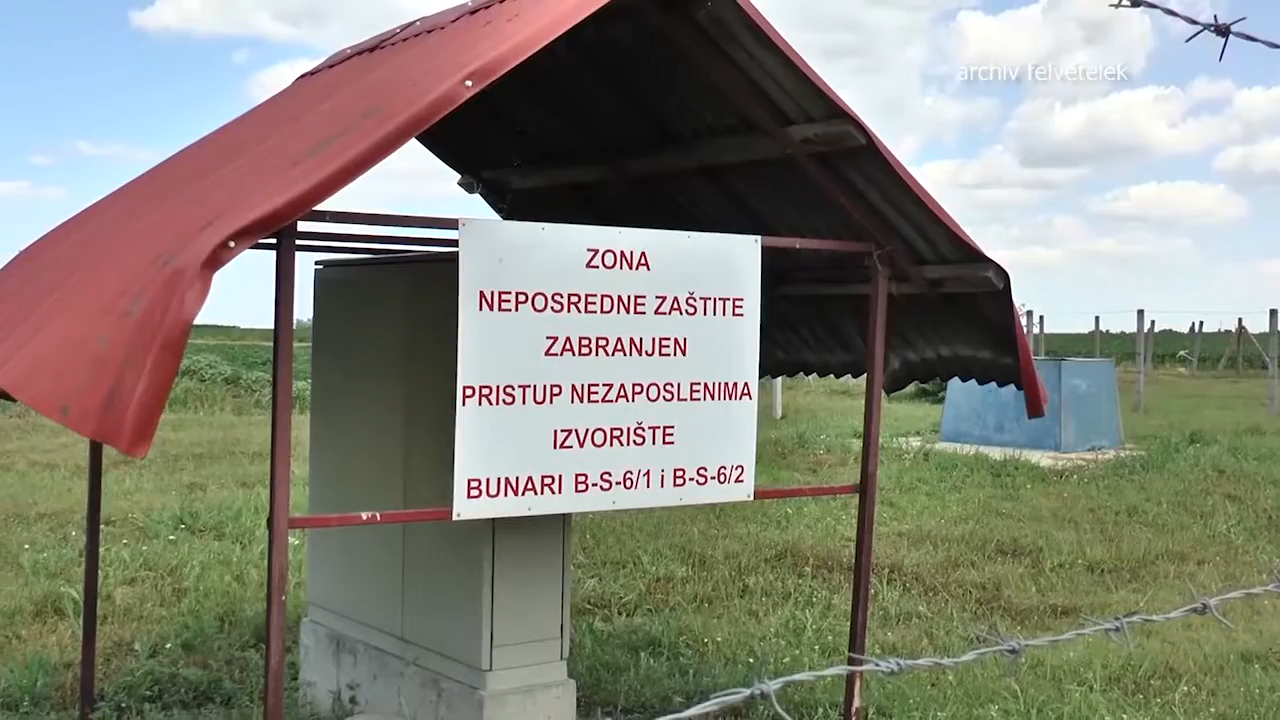 archiv felvételek
ZONA
NEPOSREDNE ZAŠTITE
ZABRANJEN
PRISTUP NEZAPOSLENIMA
IZVORIŠTE
BUNARI B-S-6/1 i B-S-6/2